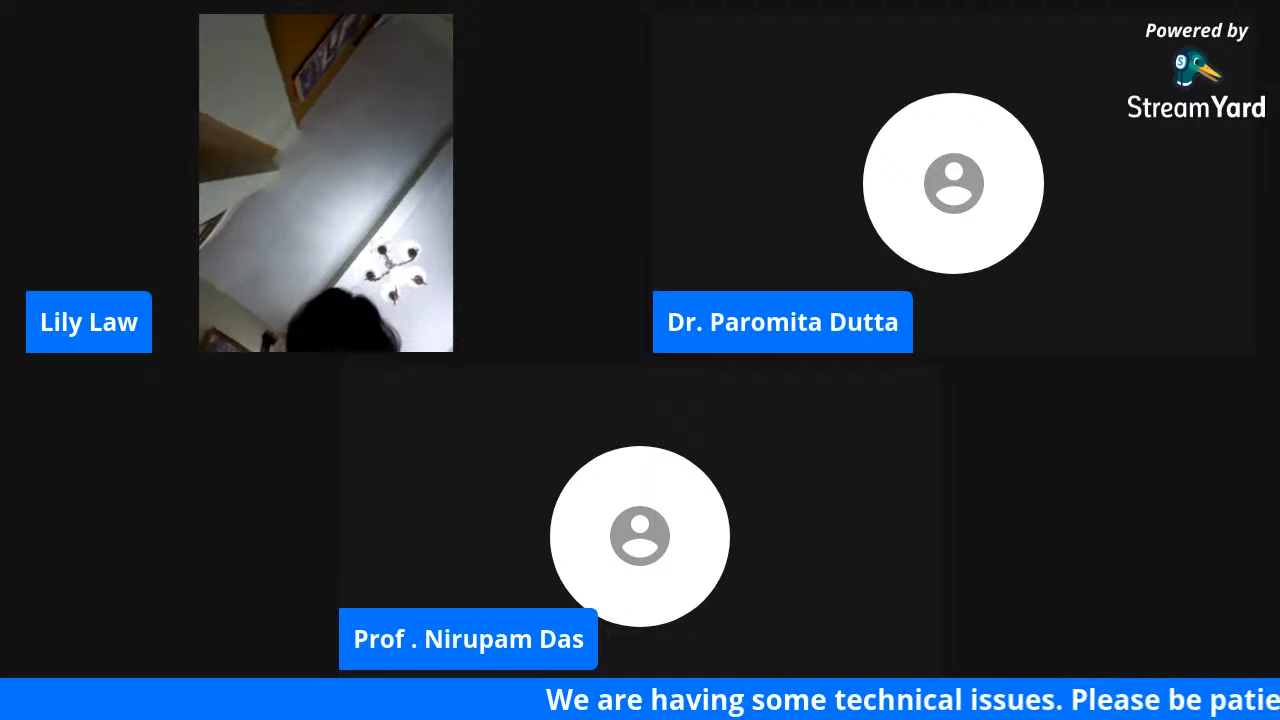 Powered by
StreamYard
Lily Law
Dr. Paromita Dutta
Prof . Nirupam Das
We are having some technical issues. Please be patie